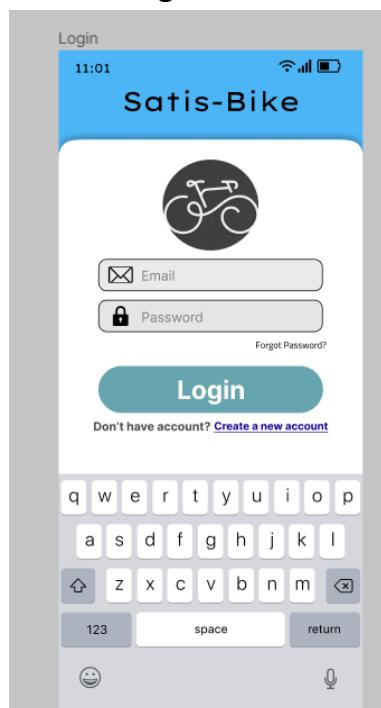 Login
11:01
Satis-Bike
Email
Password
Forgot Password?
Login
Don't have account? Create a new account
q w e r t y u i o p
a s d f g h j k l
z x c v b n m
123 space return